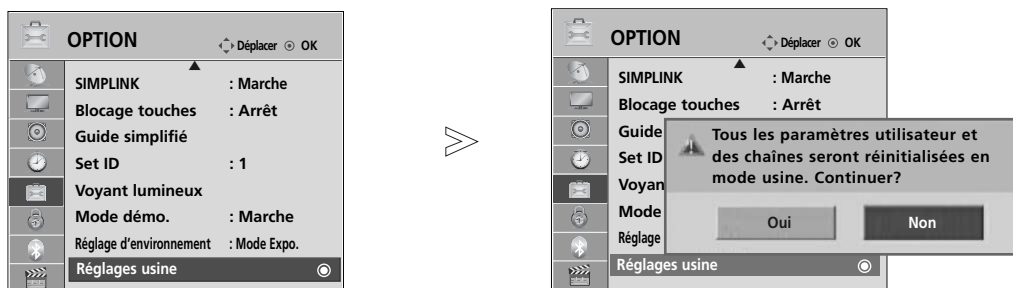 OPTION
Déplacer OK
SIMPLINK : Marche
Blocage touches : Arrêt
Guide simplifié
Set ID : 1
Voyant lumineux
Mode démo. : Marche
Réglage d'environnement : Mode Expo.
Réglages usine
OPTION
Déplacer OK
SIMPLINK : Marche
Blocage touches : Arrêt
Guide
Set ID
Voyan
Mode
Réglage
Réglages usine
Tous les paramètres utilisateur et
des chaînes seront réinitialisées en
mode usine. Continuer?
Oui Non